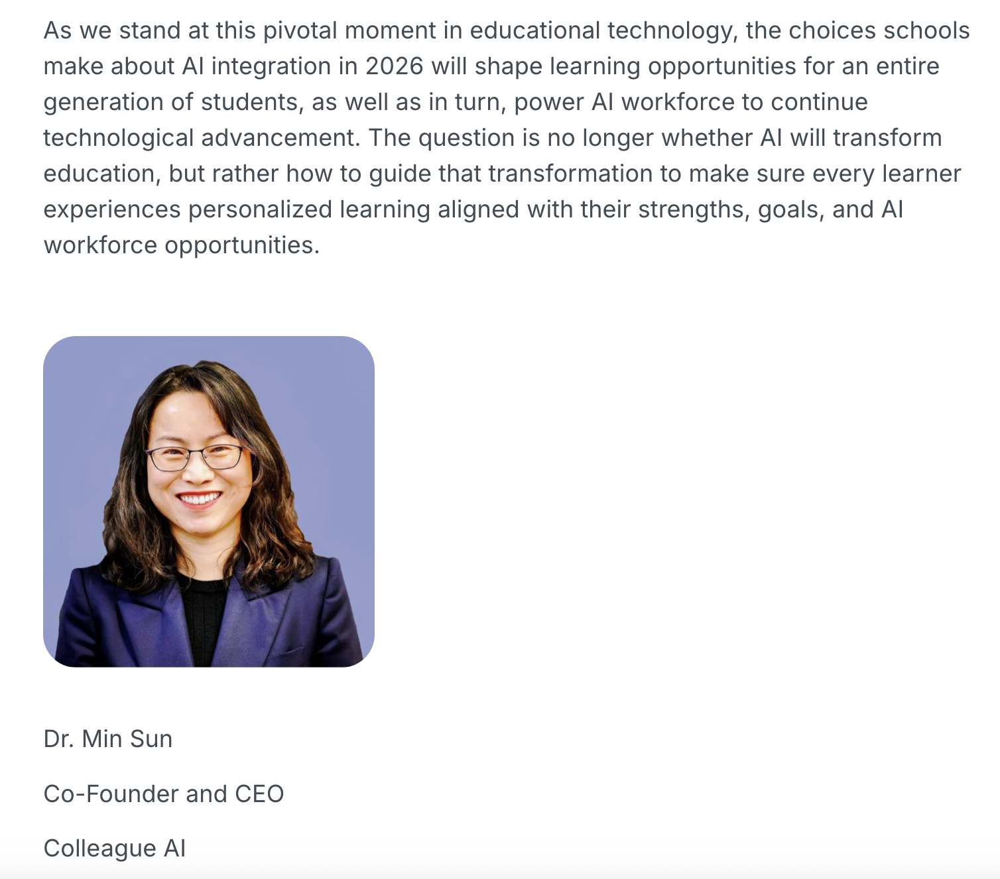 As we stand at this pivotal moment in educational technology, the choices schools
make about AI integration in 2026 will shape learning opportunities for an entire
generation of students, as well as in turn, power AI workforce to continue
technological advancement. The question is no longer whether AI will transform
education, but rather how to guide that transformation to make sure every learner
experiences personalized learning aligned with their strengths, goals, and AI
workforce opportunities.
Dr. Min Sun
Co-Founder and CEO
Colleague AI